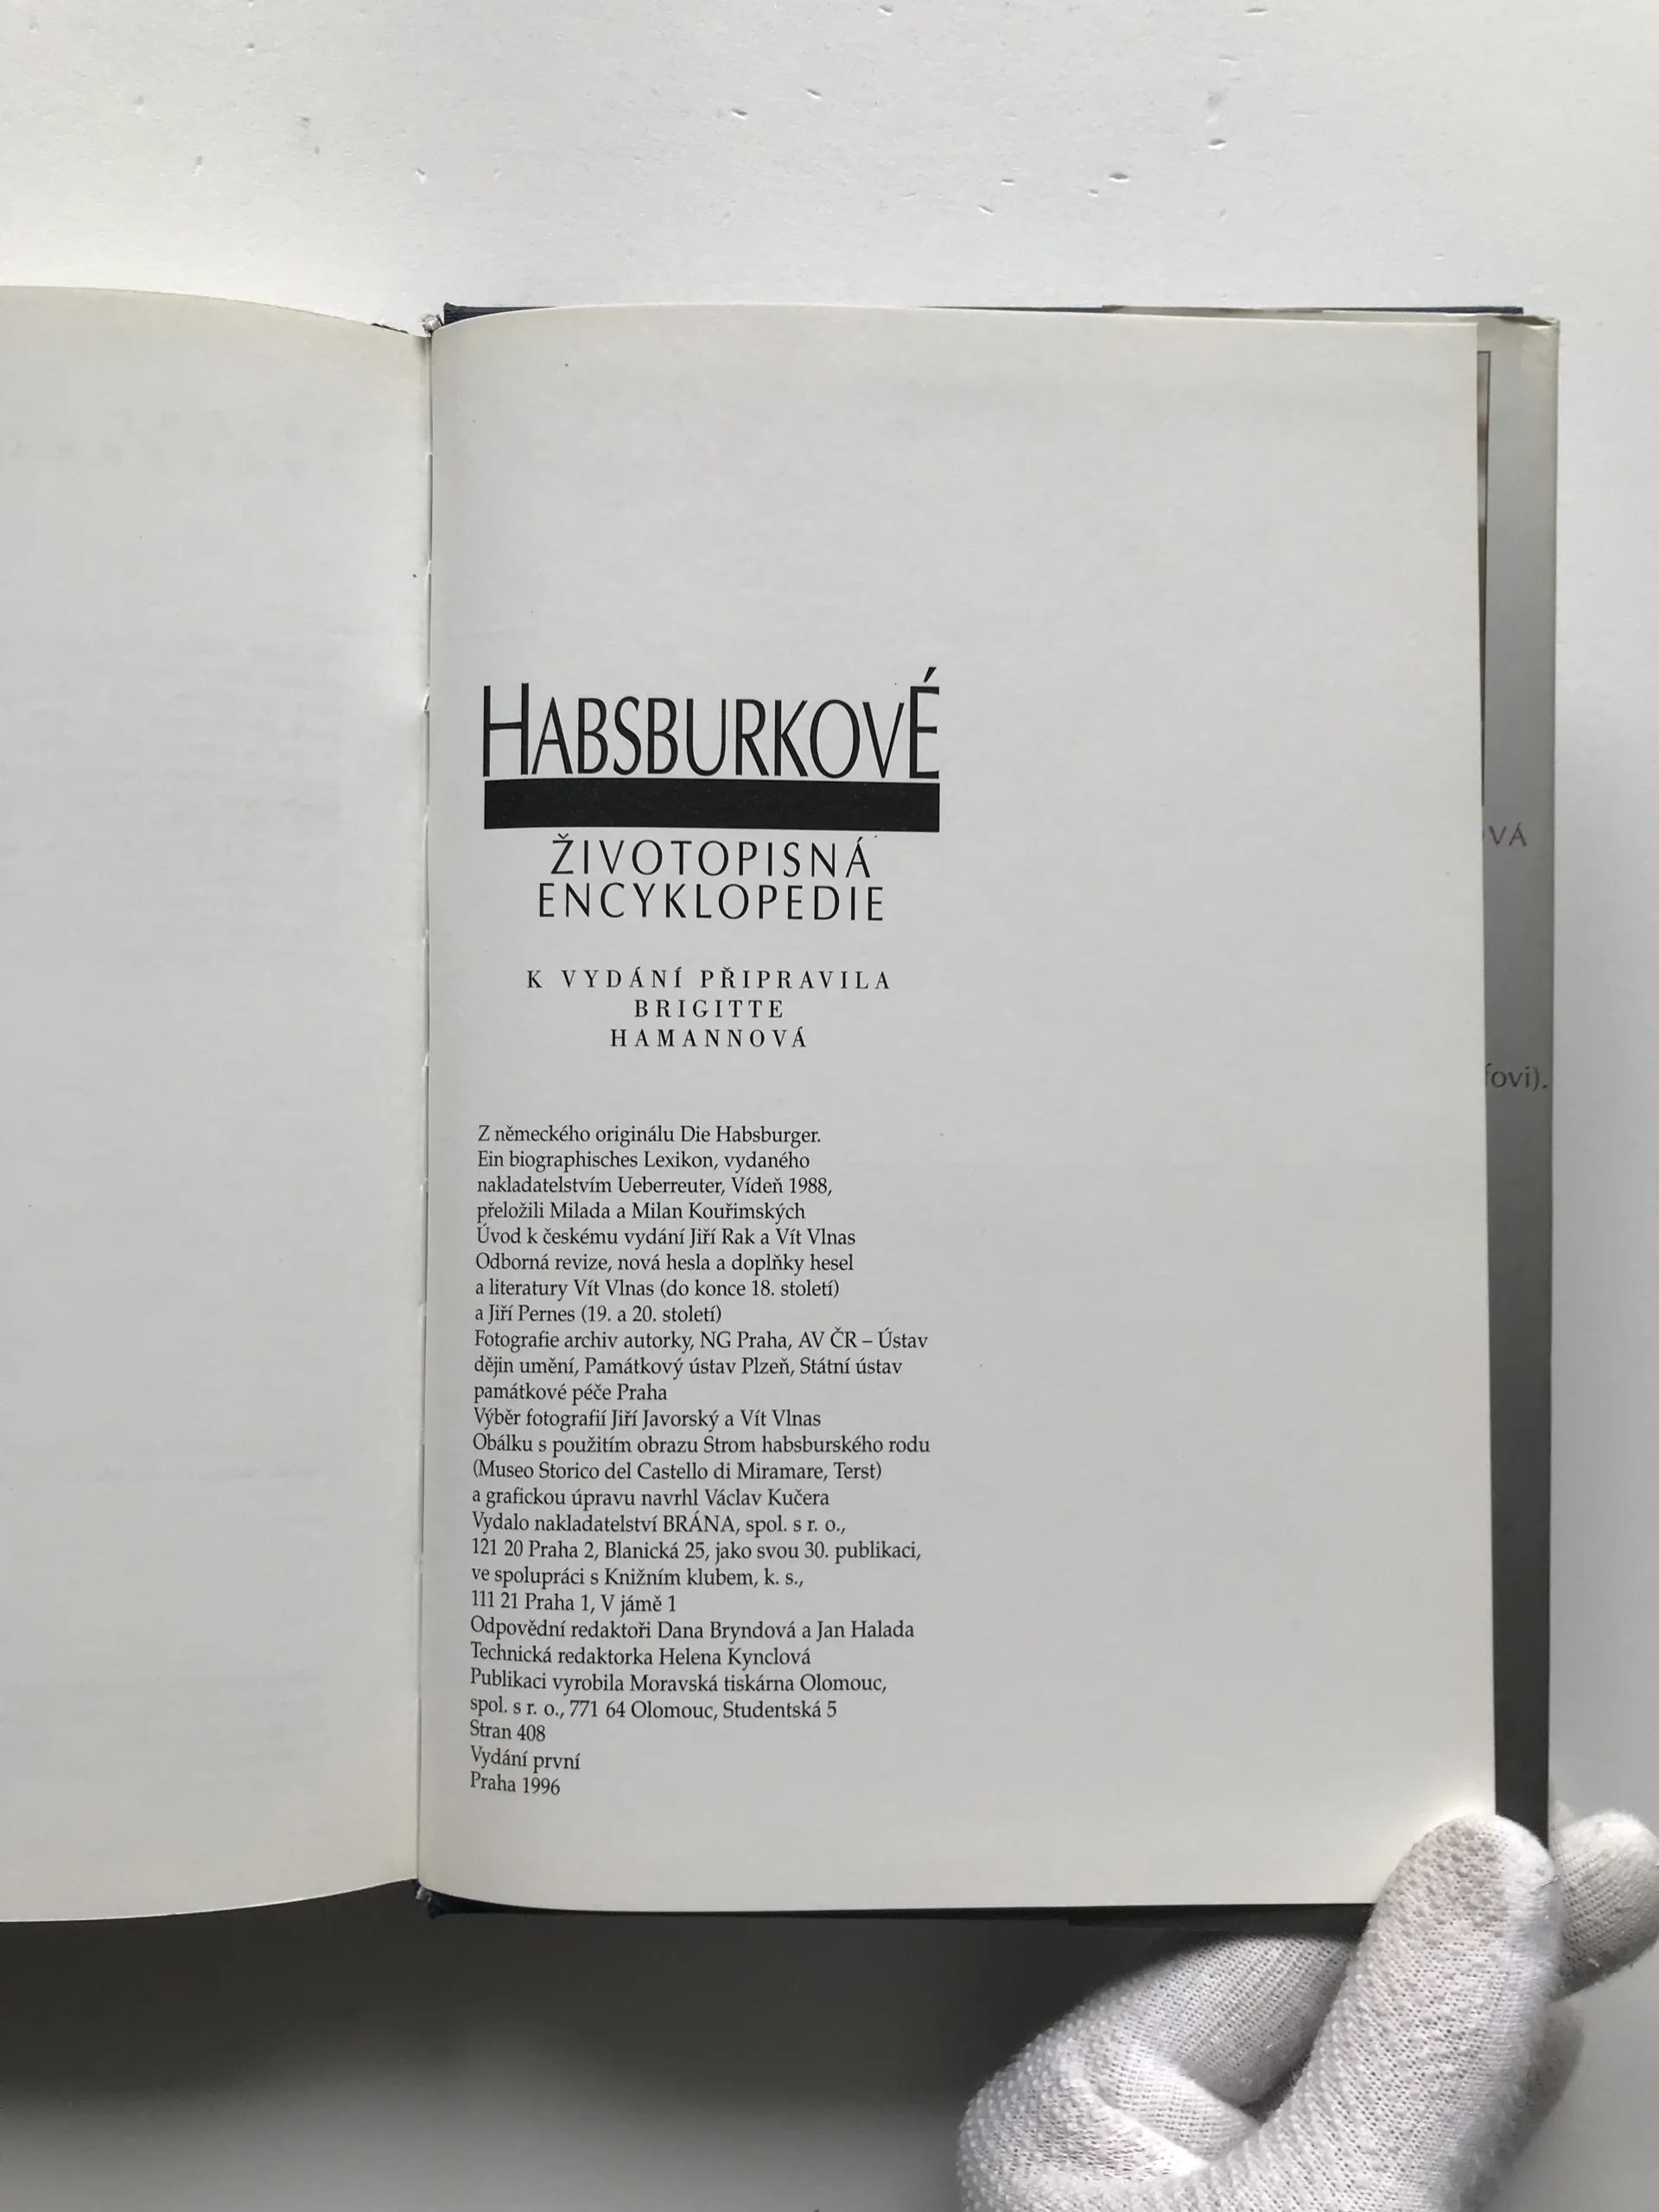 HABSBURKOVÉ
ŽIVOTOPISNÁ
ENCYKLOPEDIE
K VYDÁNÍ PŘIPRAVILA
BRIGITTE
HAMANNOVÁ
Z německého originálu Die Habsburger.
Ein biographisches Lexikon, vydaného
nakladatelstvím Ueberreuter, Vídeň 1988,
přeložili Milada a Milan Kouřimských
Úvod k českému vydání Jiří Rak a Vít Vlnas
Odborná revize, nová hesla a doplňky hesel
a literatury Vít Vlnas (do konce 18. století)
a Jiří Pernes (19. a 20. století)
Fotografie archiv autorky, NG Praha, AV ČR – Ústav
dějin umění, Památkový ústav Plzeň, Státní ústav
památkové péče Praha
Výběr fotografií Jiří Javorský a Vít Vlnas
Obálku s použitím obrazu Strom habsburského rodu
(Museo Storico del Castello di Miramare, Terst)
a grafickou úpravu navrhl Václav Kučera
Vydalo nakladatelství BRÁNA, spol. s r. o.,
121 20 Praha 2, Blanická 25, jako svou 30. publikaci,
ve spolupráci s Knižním klubem, k. s.,
111 21 Praha 1, V jámě 1
Odpovědní redaktoři Dana Bryndová a Jan Halada
Technická redaktorka Helena Kynclová
Publikaci vyrobila Moravská tiskárna Olomouc,
spol. s r. o., 771 64 Olomouc, Studentská 5
Stran 408
Vydání první
Praha 1996
VÁ
fovi).